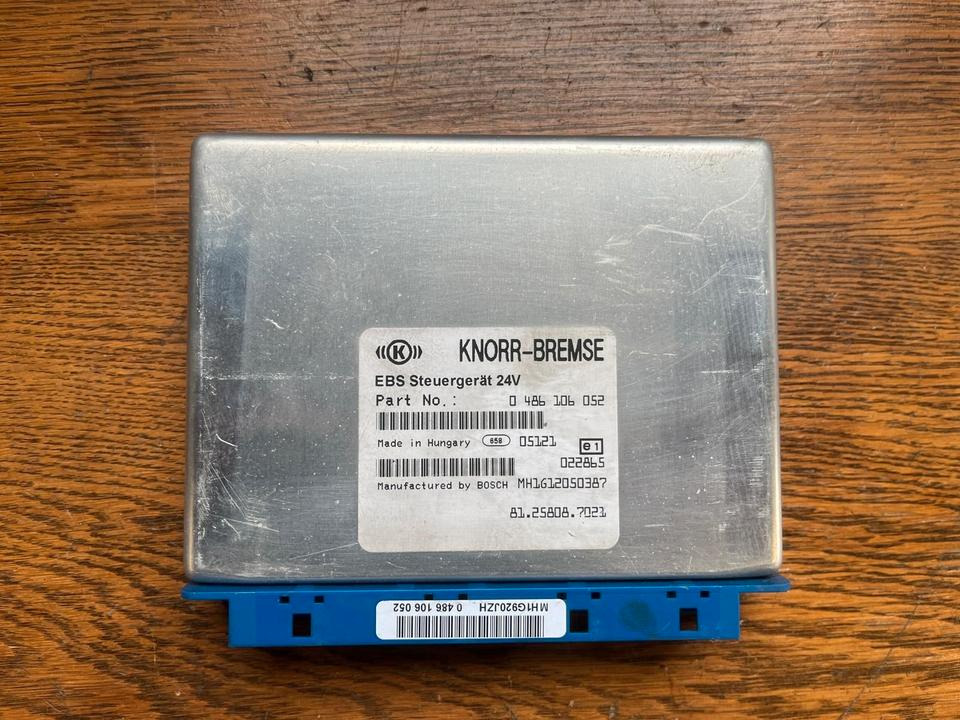 K KNORR-BREMSE
EBS Steuergerät 24V
Part No.: 0 486 106 052
Made in Hungary 658 05121 e1
022865
Manufactured by BOSCH MH1612050387
81.25808.7021
MH1G920JZH 0 486 106 052